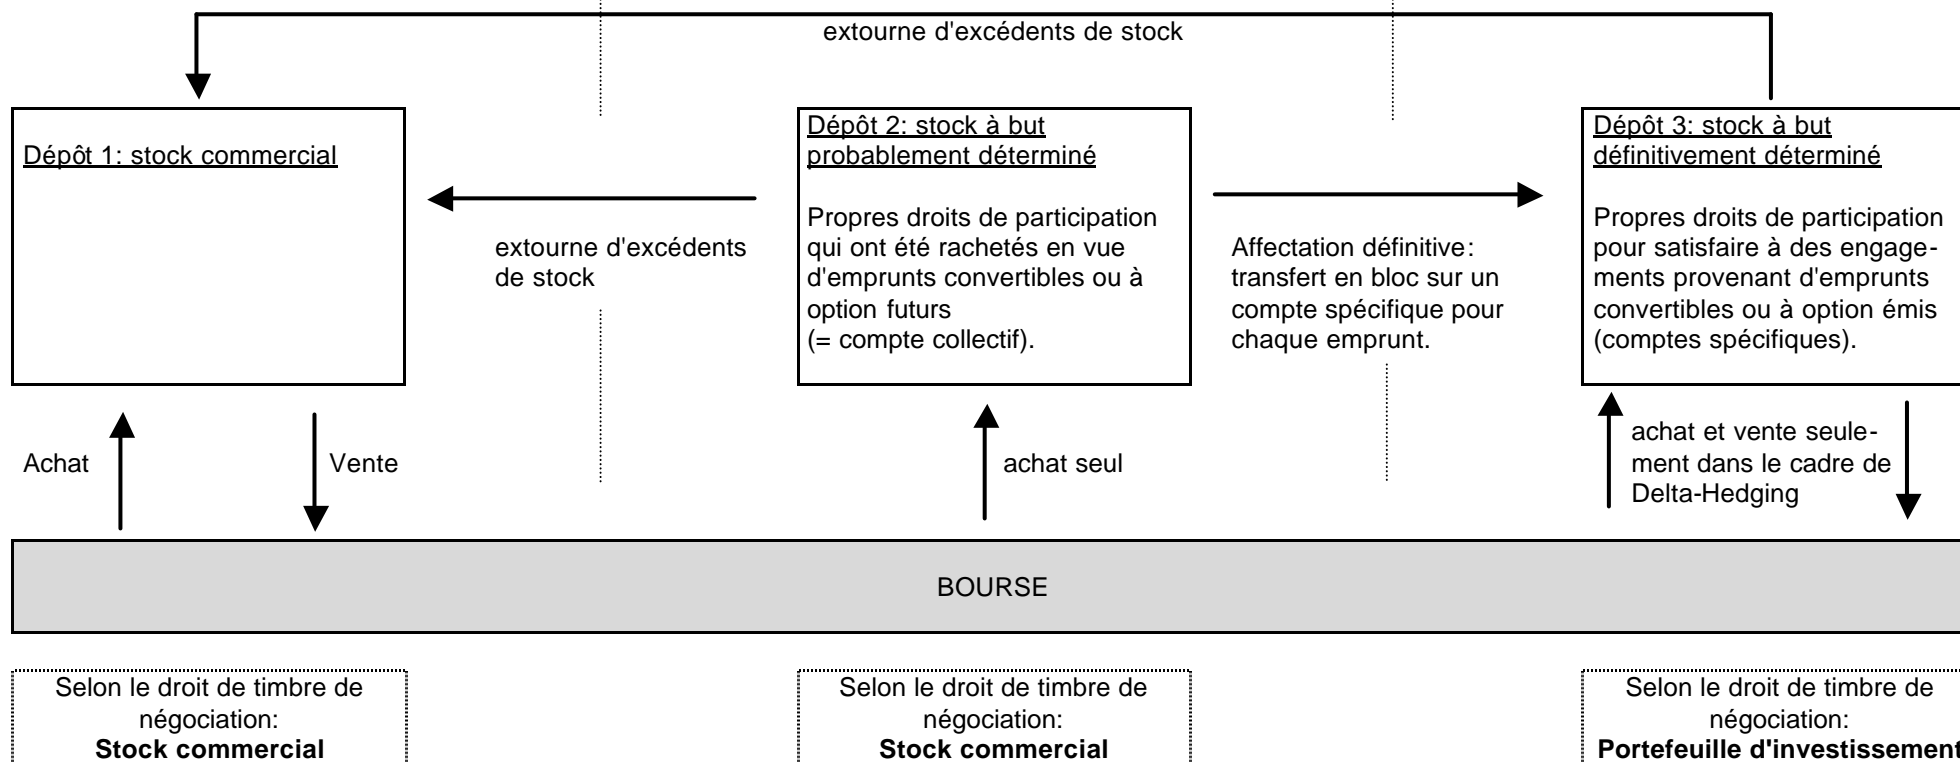 extourne d'excédents de stock
Dépôt 1: stock commercial
extourne d'excédents
de stock
Dépôt 2: stock à but
probablement déterminé
Propres droits de participation
qui ont été rachetés en vue
d'emprunts convertibles ou à
option futurs
(= compte collectif).
Affectation définitive:
transfert en bloc sur un
compte spécifique pour
chaque emprunt.
Dépôt 3: stock à but
définitivement déterminé
Propres droits de participation
pour satisfaire à des engage-
ments provenant d'emprunts
convertibles ou à option émis
(comptes spécifiques).
Achat
Vente
achat seul
achat et vente seule-
ment dans le cadre de
Delta-Hedging
BOURSE
Selon le droit de timbre de
négociation:
Stock commercial
Selon le droit de timbre de
négociation:
Stock commercial
Selon le droit de timbre de
négociation:
Portefeuille d'investissement